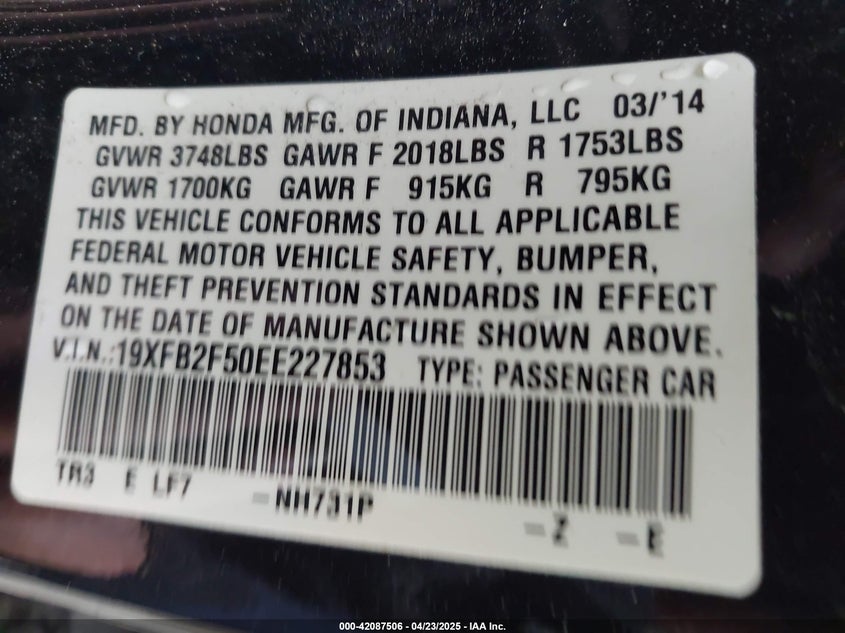 MFD. BY HONDA MFG. OF INDIANA, LLC 03/'14
GVWR 3748LBS GAWR F 2018LBS R 1753LBS
GVWR 1700KG GAWR F 915KG R 795KG
THIS VEHICLE CONFORMS TO ALL APPLICABLE
FEDERAL MOTOR VEHICLE SAFETY, BUMPER,
AND THEFT PREVENTION STANDARDS IN EFFECT
ON THE DATE OF MANUFACTURE SHOWN ABOVE.
V.I.N.:19XFB2F50EE227853 TYPE: PASSENGER CAR
TR3 E LF7 -NH731P -Z -E
000-42087506 - 04/23/2025 - IAA Inc.